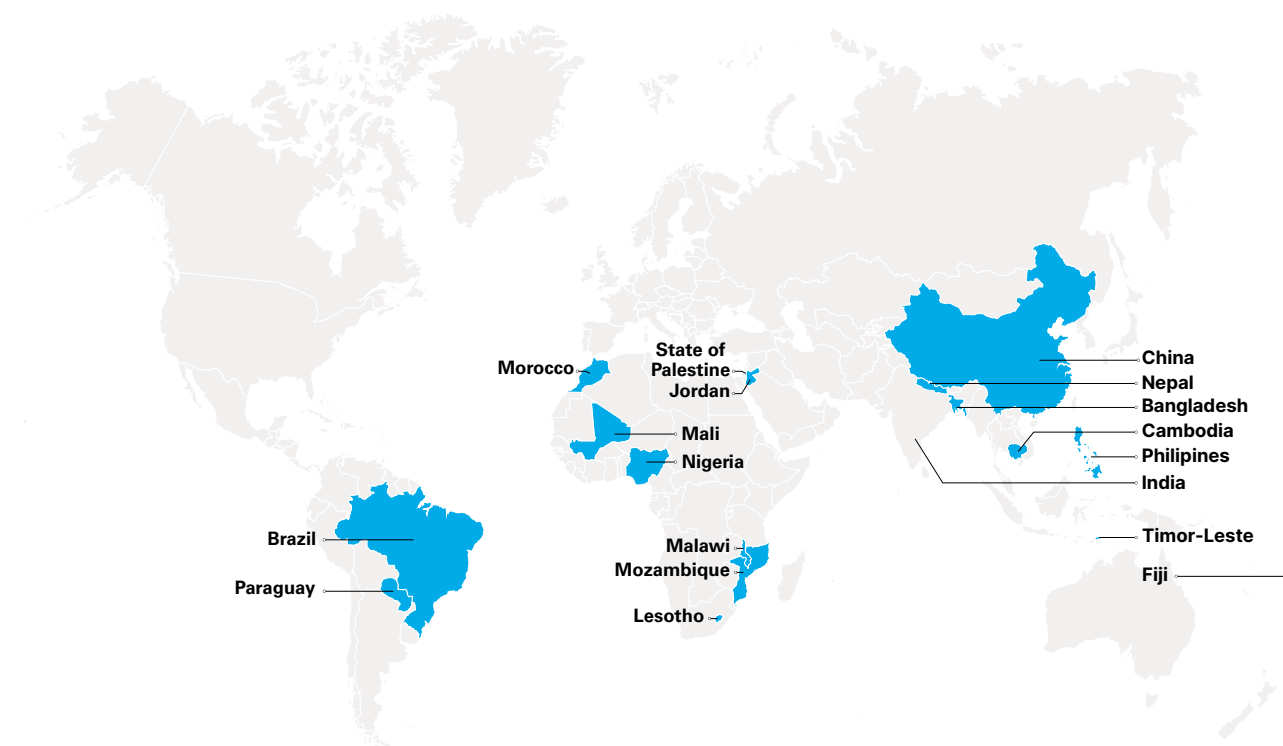 State of
Palestine
Morocco
Jordan
Mali
Nigeria
Brazil
Paraguay
Malawi
Mozambique
Lesotho
China
Nepal
Bangladesh
Cambodia
Philipines
India
Timor-Leste
Fiji